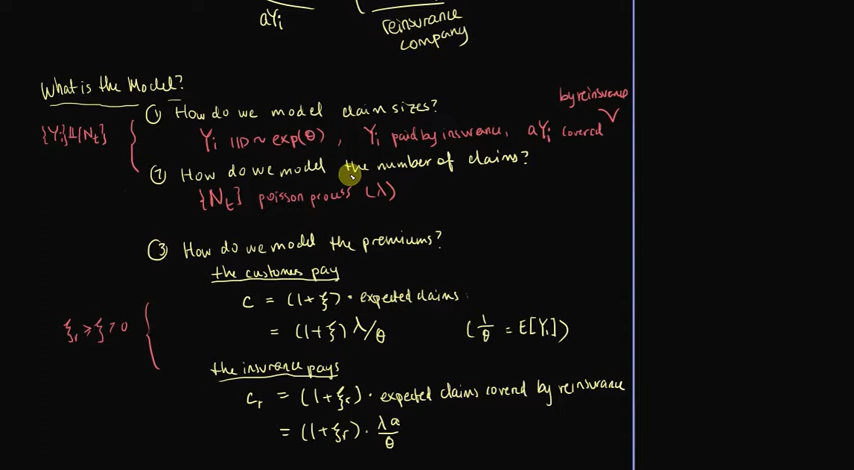 aYi
reinsurance
company
What is the Model?
① How do we model claim sizes?
by reinsurance
{Yi}⫫{Nt}
Yi IID ~ exp(θ), Yi paid by insurance, aYi covered
② How do we model the number of claims?
{Nt} poisson process (λ)
③ How do we model the premiums?
the customer pay
c = (1+ξ) · expected claims
ξr ≥ ξ > 0
= (1+ξ) λ/θ (1/θ = E[Yi])
the insurance pays
cr = (1+ξr) · expected claims covered by reinsurance
= (1+ξr) · λa/θ